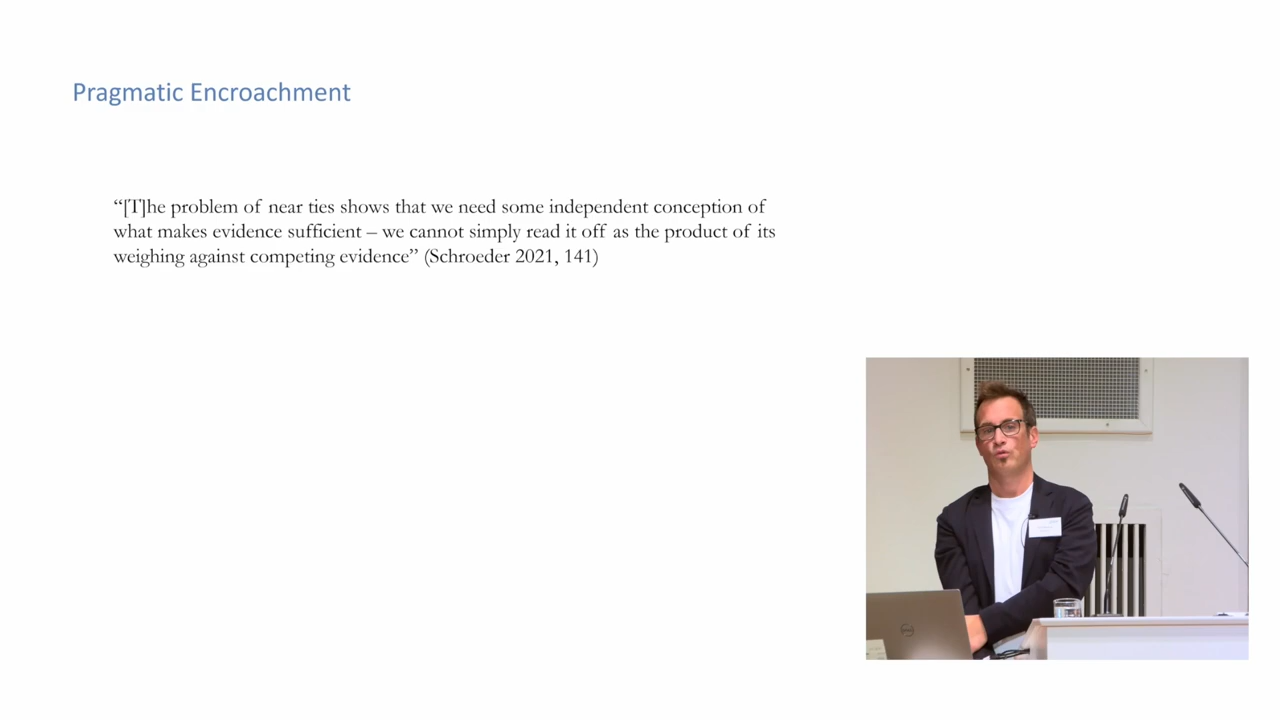 Pragmatic Encroachment
“[T]he problem of near ties shows that we need some independent conception of
what makes evidence sufficient – we cannot simply read it off as the product of its
weighing against competing evidence” (Schroeder 2021, 141)